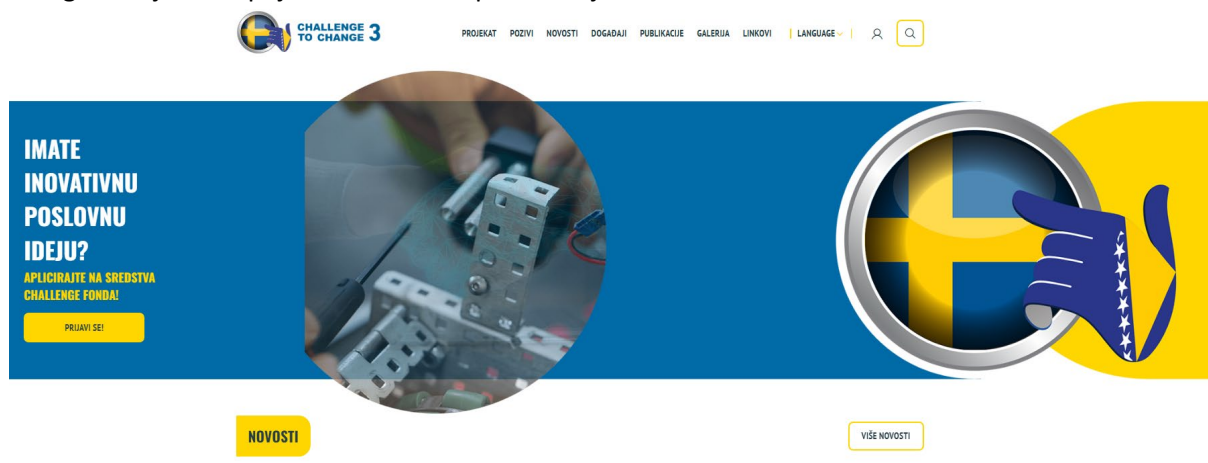 CHALLENGE
TO CHANGE 3
PROJEKAT POZIVI NOVOSTI DOGAĐAJI PUBLIKACIJE GALERIJA LINKOVI | LANGUAGE |
IMATE
INOVATIVNU
POSLOVNU
IDEJU?
APLICIRAJTE NA SREDSTVA
CHALLENGE FONDA!
PRIJAVI SE!
NOVOSTI
VIŠE NOVOSTI